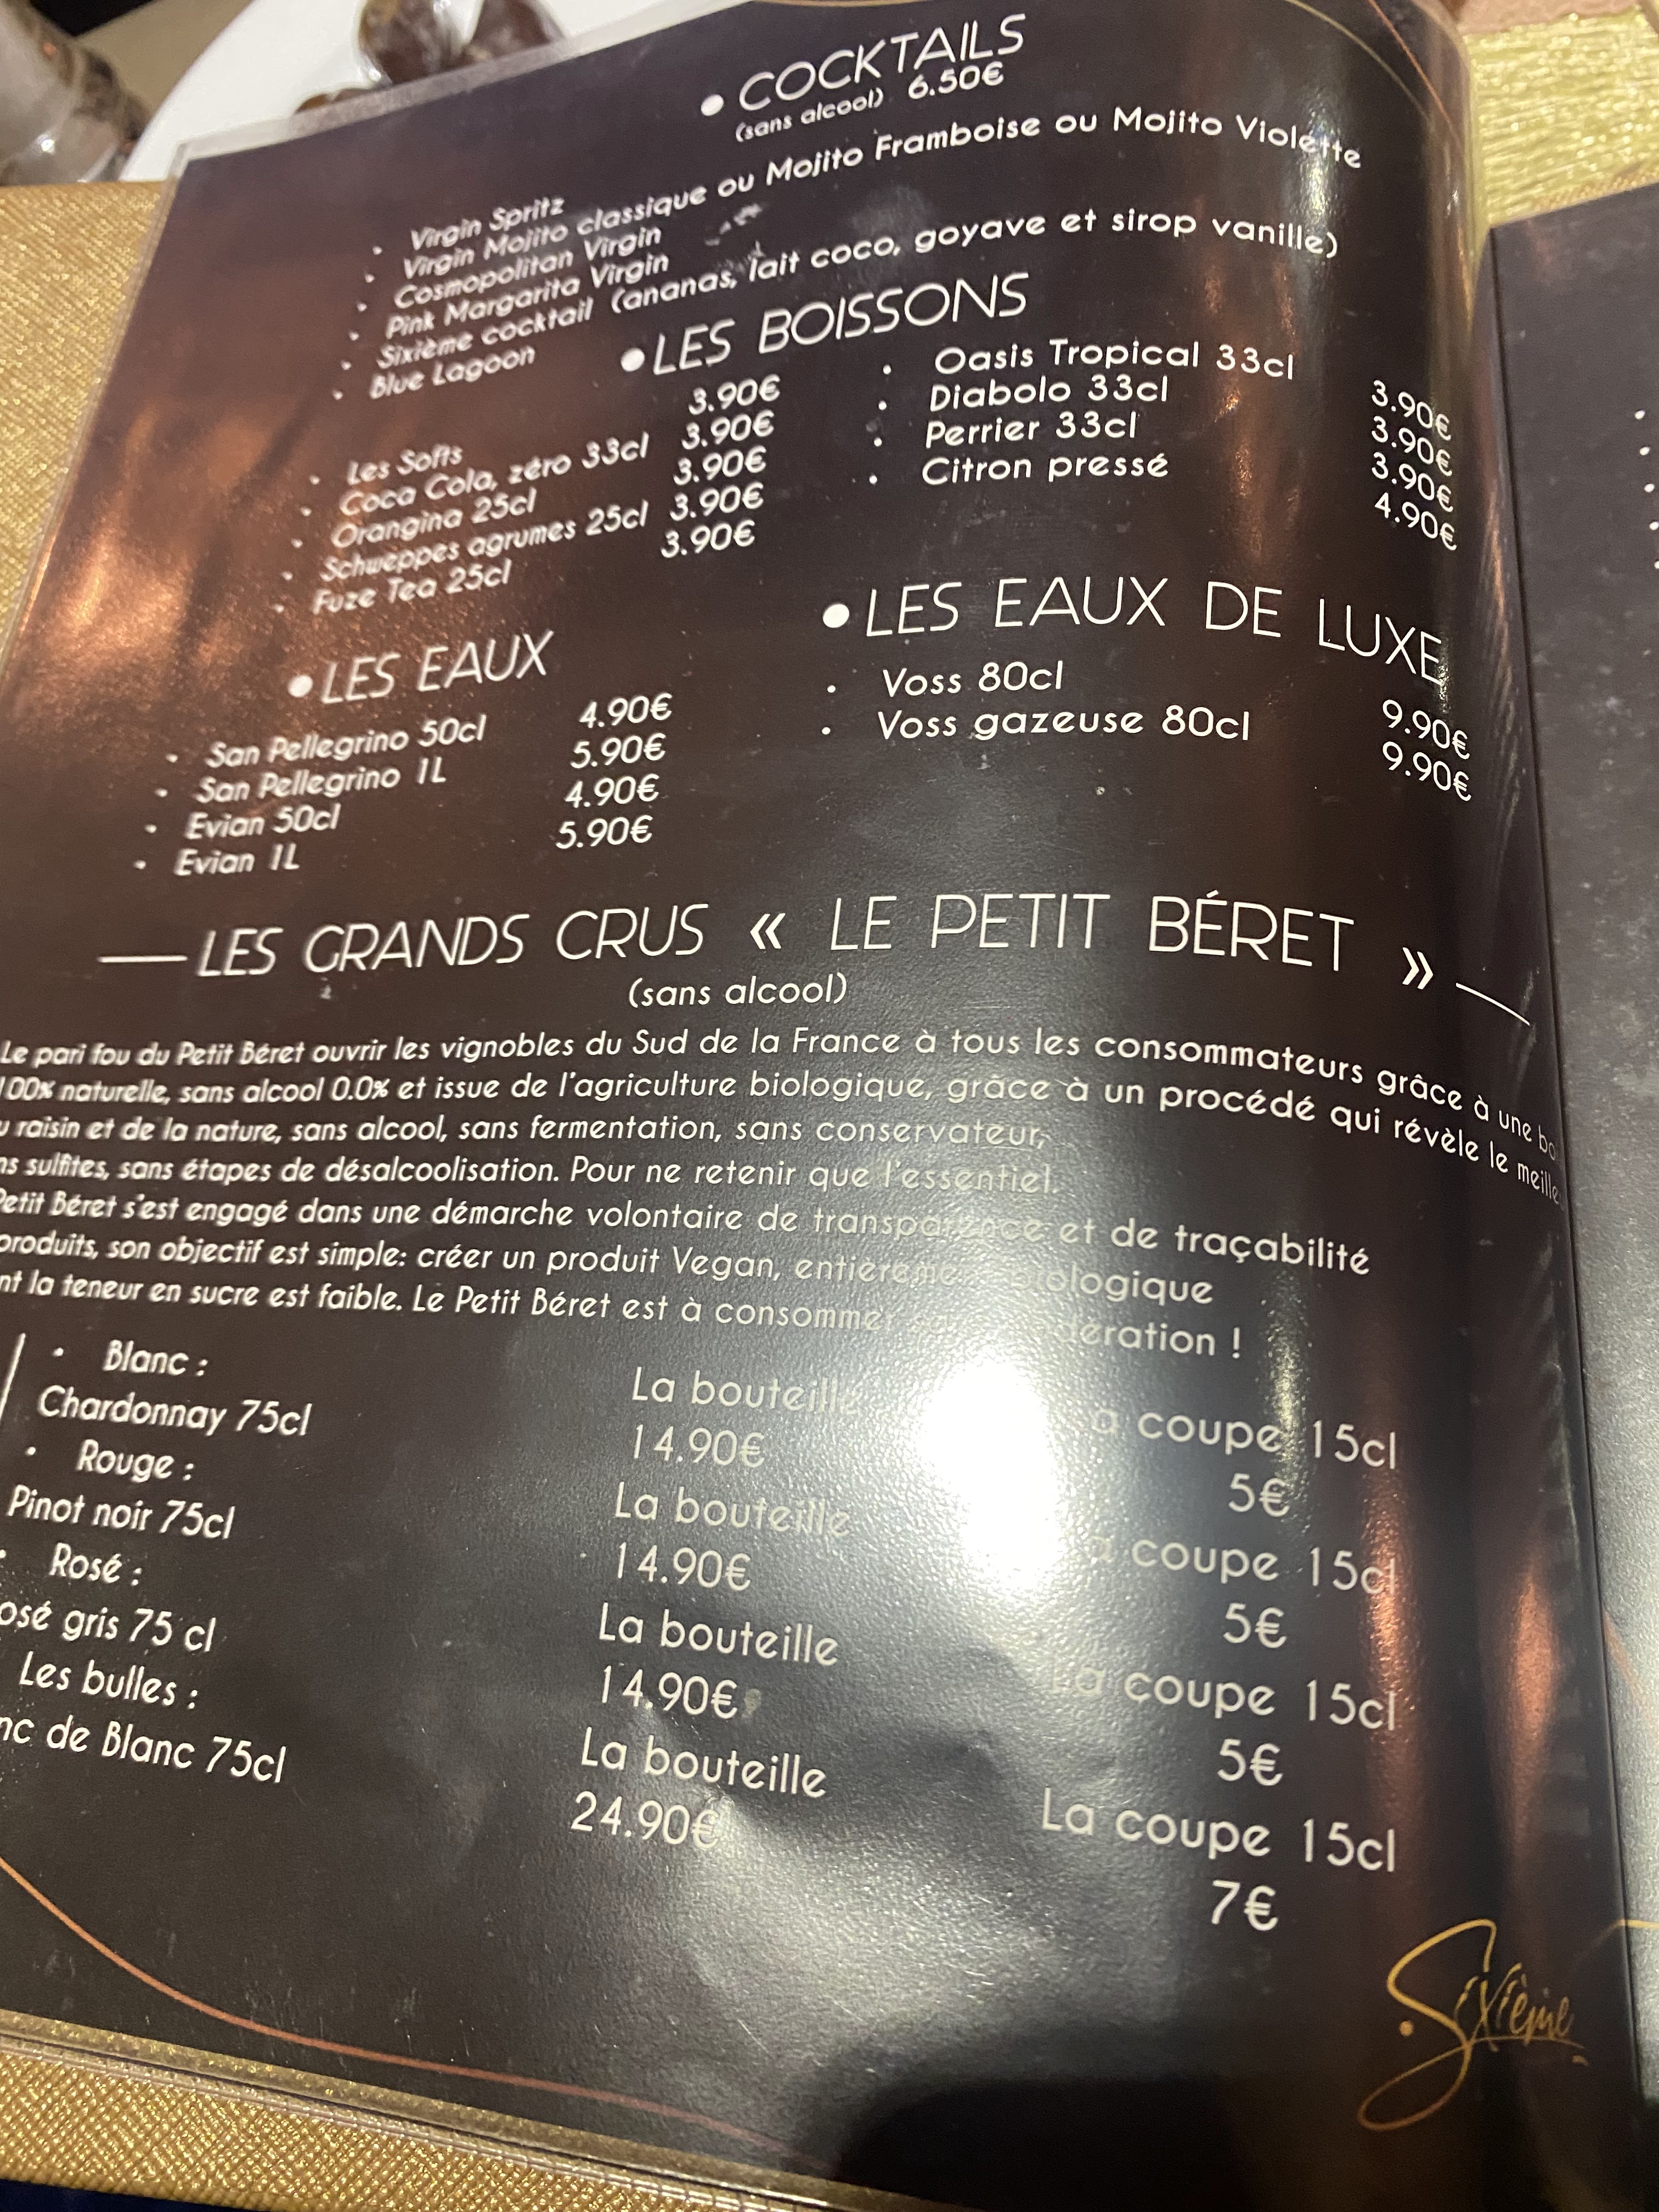 • COCKTAILS
(sans alcool) 6.50€
• Virgin Spritz
• Virgin Mojito classique ou Mojito Framboise ou Mojito Violette
• Cosmopolitan Virgin
• Pink Margarita Virgin
• Sixième cocktail (ananas, lait coco, goyave et sirop vanille)
• Blue Lagoon
• LES BOISSONS
• Les Softs 3.90€
• Coca Cola, zéro 33cl 3.90€
• Orangina 25cl 3.90€
• Schweppes agrumes 25cl 3.90€
• Fuze Tea 25cl 3.90€
• Oasis Tropical 33cl 3.90€
• Diabolo 33cl 3.90€
• Perrier 33cl 3.90€
• Citron pressé 4.90€
• LES EAUX
• San Pellegrino 50cl 4.90€
• San Pellegrino 1L 5.90€
• Evian 50cl 4.90€
• Evian 1L 5.90€
• LES EAUX DE LUXE
• Voss 80cl 9.90€
• Voss gazeuse 80cl 9.90€
LES GRANDS CRUS « LE PETIT BÉRET »
(sans alcool)
Le pari fou du Petit Béret ouvrir les vignobles du Sud de la France à tous les consommateurs grâce à une
100% naturelle, sans alcool 0.0% et issue de l'agriculture biologique, grâce à un procédé qui révèle le
raisin et de la nature, sans alcool, sans fermentation, sans conservateur,
sulfites, sans étapes de désalcoolisation. Pour ne retenir que l'essentiel.
Petit Béret s'est engagé dans une démarche volontaire de transparence et de traçabilité
produits, son objectif est simple: créer un produit Vegan,
la teneur en sucre est faible. Le Petit Béret est à consommer !
• Blanc :
Chardonnay 75cl
La bouteille
14.90€
La coupe 15cl
5€
• Rouge :
Pinot noir 75cl
La bouteille
14.90€
La coupe 15cl
5€
• Rosé :
gris 75 cl
La bouteille
14.90€
La coupe 15cl
5€
Les bulles :
de Blanc 75cl
La bouteille
24.90€
La coupe 15cl
7€
Sixième